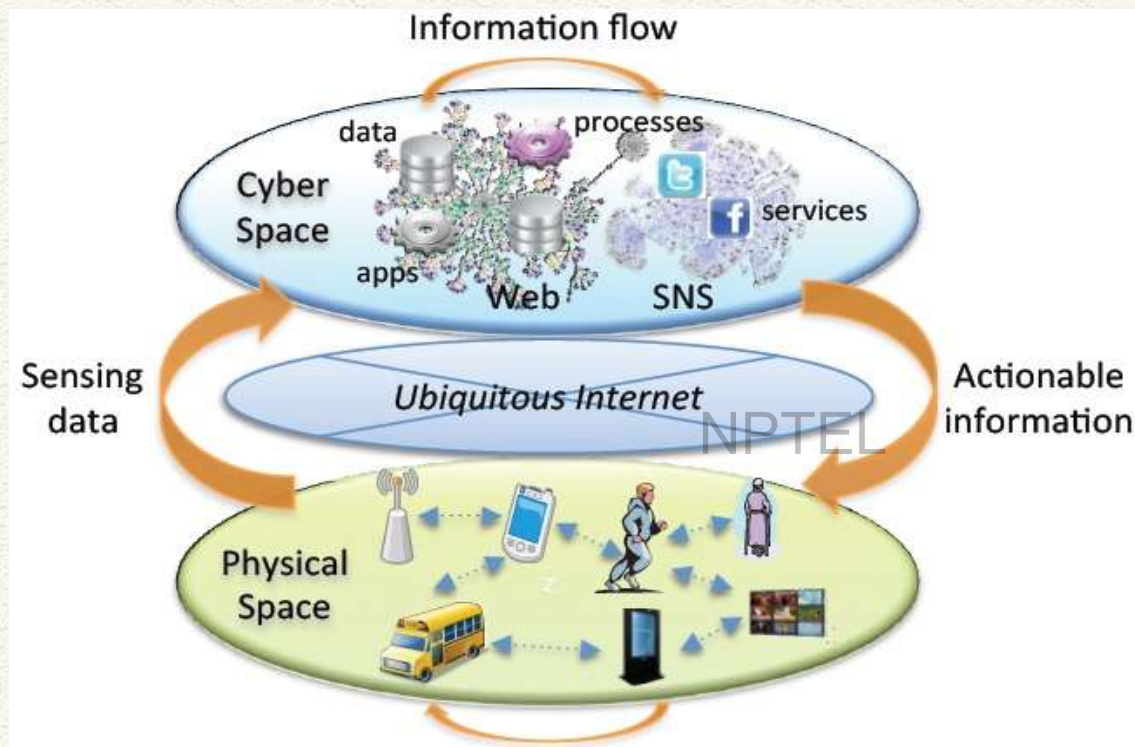 Information flow
data
processes
Cyber
Space
services
apps
Web
SNS
Sensing
data
Ubiquitous Internet
Actionable
information
NPTEL
Physical
Space
z